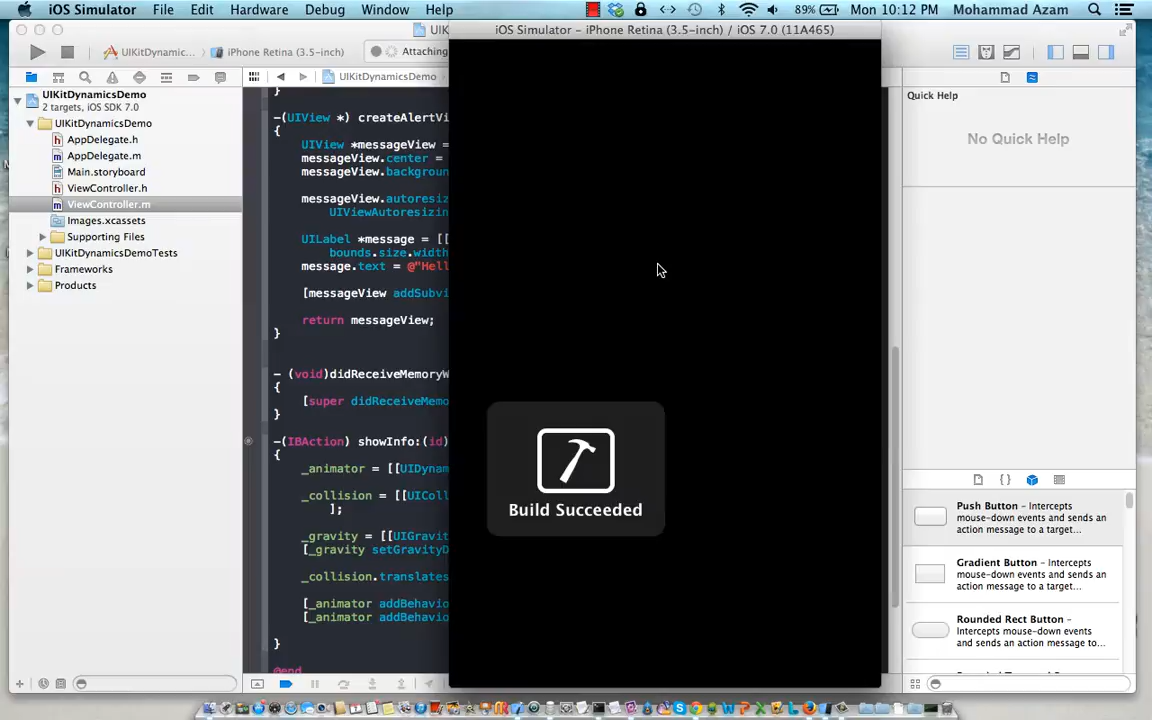 iOS Simulator File Edit Hardware Debug Window Help
89% Mon 10:12 PM Mohammad Azam
iOS Simulator – iPhone Retina (3.5-inch) / iOS 7.0 (11A465)
UIK
UIKitDynamic... iPhone Retina (3.5-inch) Attaching
UIKitDynamicsDemo
UIKitDynamicsDemo
2 targets, iOS SDK 7.0
UIKitDynamicsDemo
AppDelegate.h
AppDelegate.m
Main.storyboard
ViewController.h
ViewController.m
Images.xcassets
Supporting Files
UIKitDynamicsDemoTests
Frameworks
Products
}
-(UIView *) createAlertVi
{
UIView *messageView =
messageView.center =
messageView.backgroun
messageView.autoresiz
UIViewAutoresizin
UILabel *message = [[
bounds.size.width
message.text = @"Hell
[messageView addSubvi
return messageView;
}
- (void)didReceiveMemoryW
{
[super didReceiveMemo
}
-(IBAction) showInfo:(id)
{
_animator = [[UIDynam
_collision = [[UIColl
];
_gravity = [[UIGravit
[_gravity setGravityD
_collision.translates
[_animator addBehavio
[_animator addBehavio
}
@end
Build Succeeded
Quick Help
No Quick Help
{ }
Push Button – Intercepts
mouse-down events and sends an
action message to a target...
Gradient Button – Intercepts
mouse-down events and sends an
action message to a target...
Rounded Rect Button –
Intercepts mouse-down events
and sends an action message to...